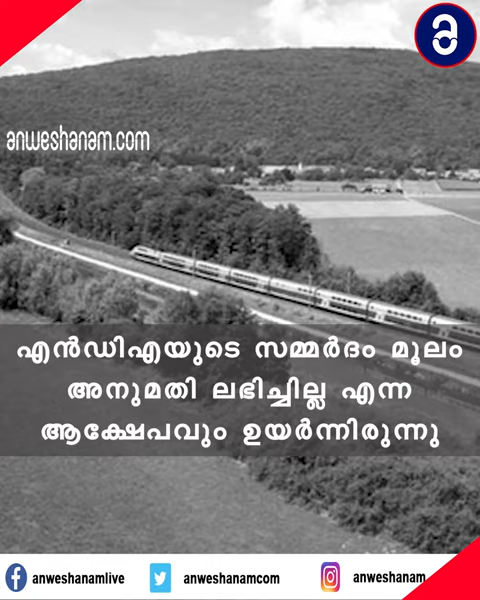 anweshanam.com
എൻഡിഎയുടെ സമ്മർദം മൂലം
അനുമതി ലഭിച്ചില്ല എന്ന
ആക്ഷേപവും ഉയർന്നിരുന്നു
anweshanamlive
anweshanamcom
anweshanam